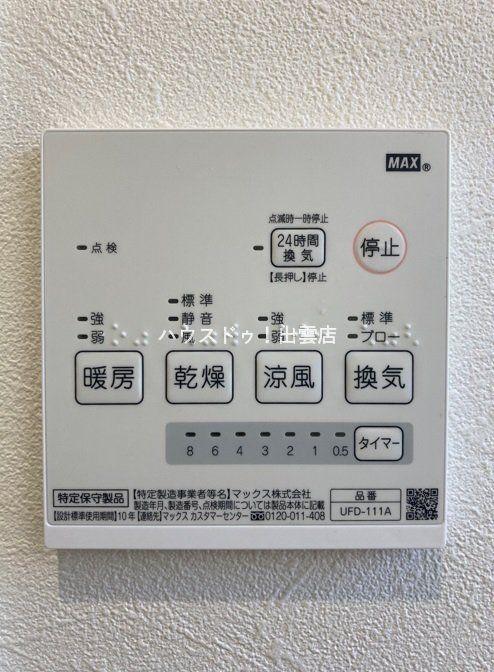 MAX®
点減時一時停止
点検
24時間
換気
停止
【長押し】停止
標準
強
静音
強
標準
弱
風
弱
ブロー
ハウスドゥ！出雲店
暖房
乾燥
涼風
換気
8 6 4 3 2 1 0.5
タイマー
特定保守製品
【特定製造事業者等名】マックス株式会社
製造年月、製造番号、点検期間については製品本体に記載
【設計標準使用期間】10年【連絡先】マックス カスタマーセンター 0120-011-408
品番
UFD-111A